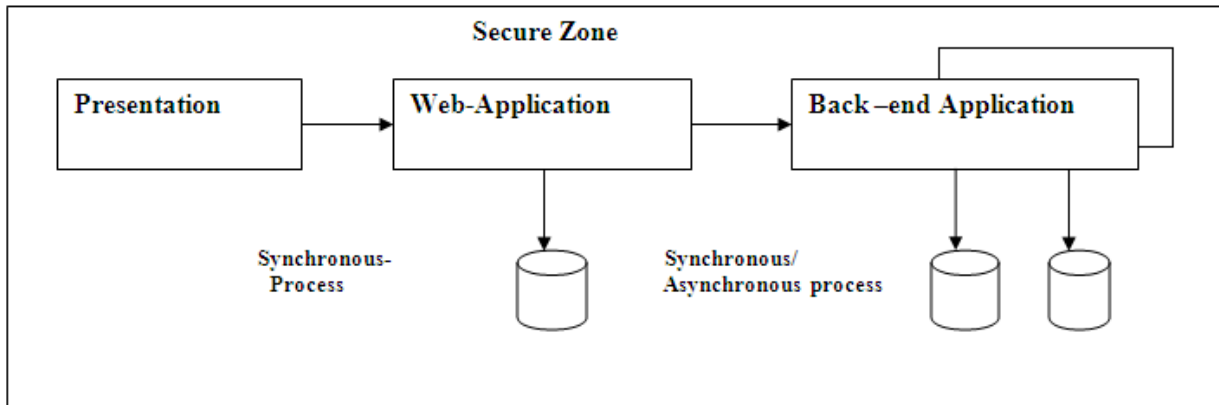 Secure Zone
Presentation
Web-Application
Back –end Application
Synchronous-
Process
Synchronous/
Asynchronous process